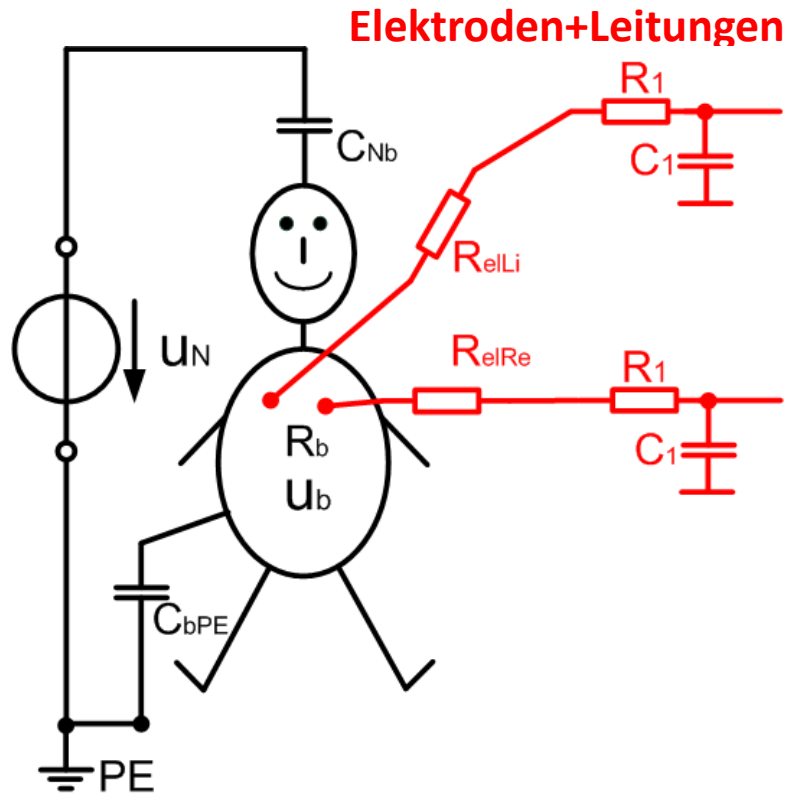 Elektroden+Leitungen
R1
CNb
C1
RelLi
uN
RelRe
R1
Rb
C1
ub
CbPE
PE